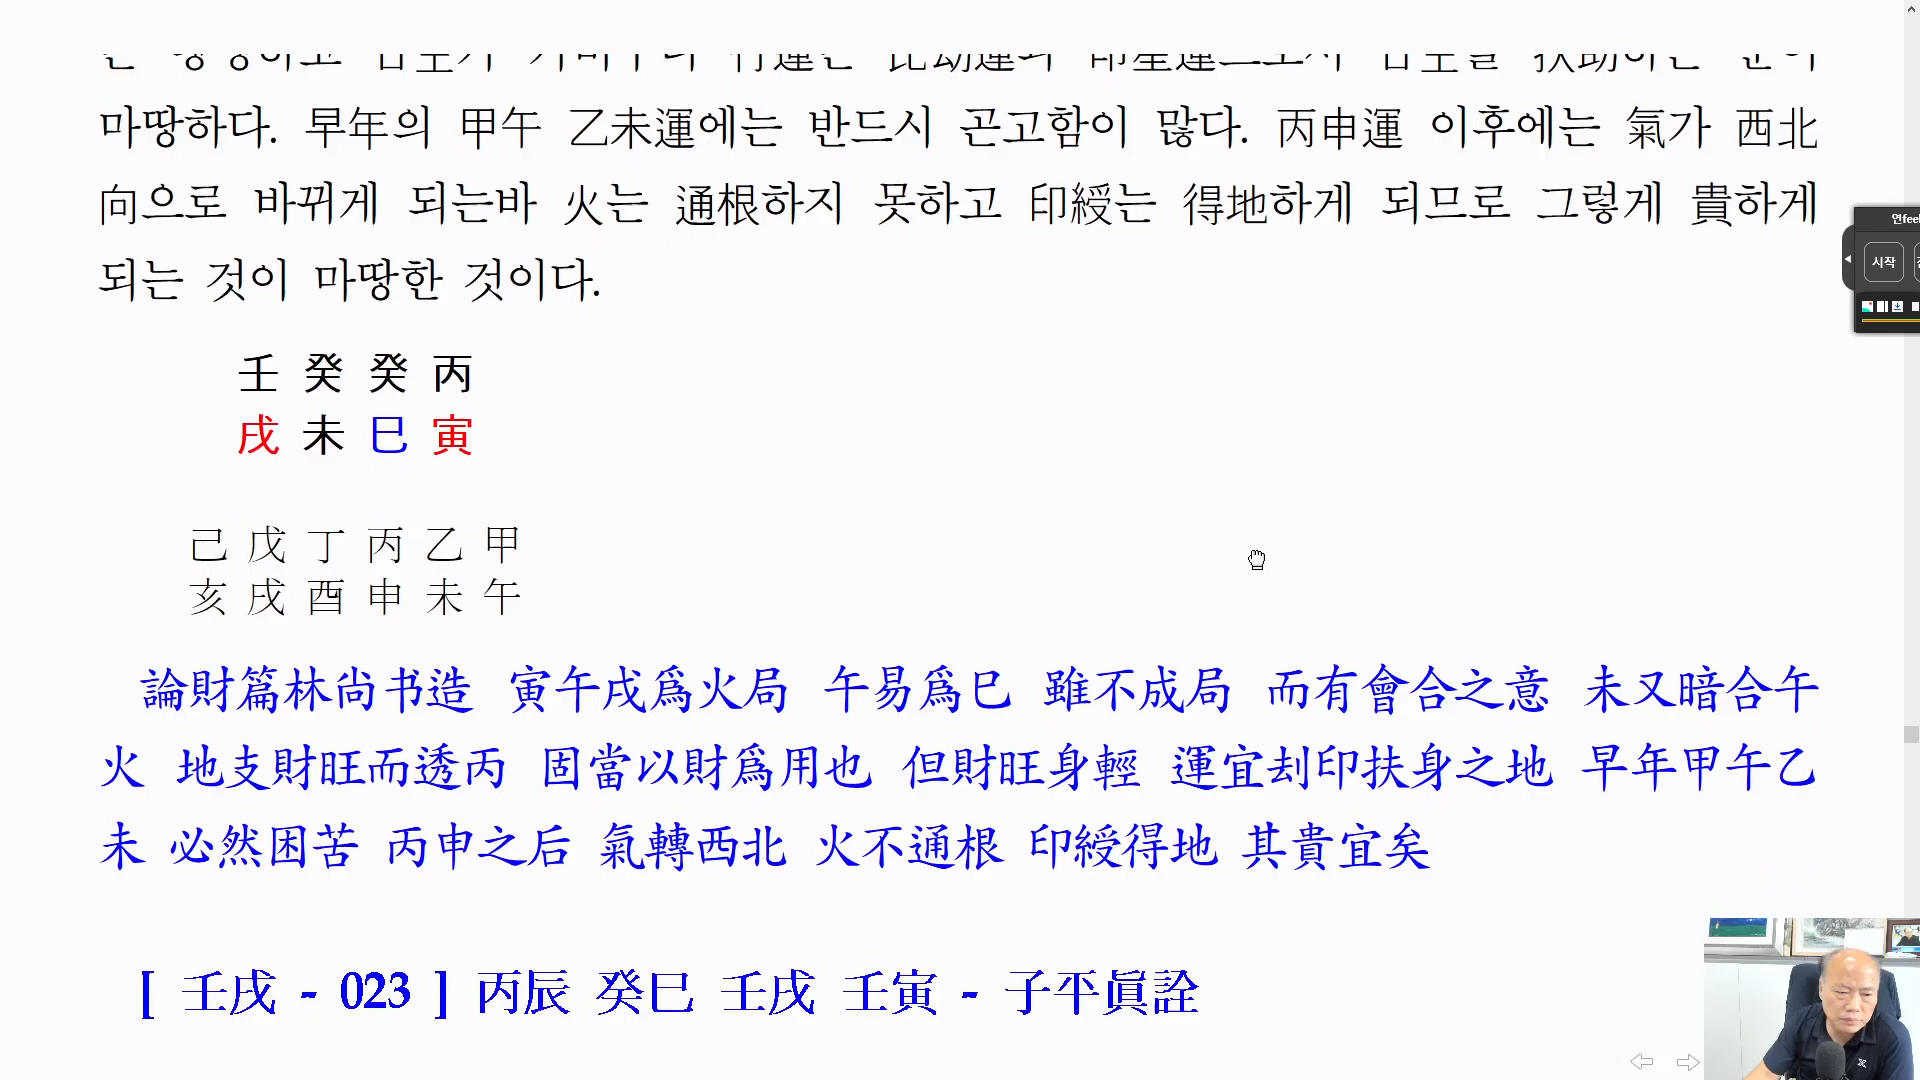 마땅하다. 早年의 甲午 乙未運에는 반드시 곤고함이 많다. 丙申運 이후에는 氣가 西北
向으로 바뀌게 되는바 火는 通根하지 못하고 印綬는 得地하게 되므로 그렇게 貴하게
되는 것이 마땅한 것이다.
壬 癸 癸 丙
戌 未 巳 寅
己 戊 丁 丙 乙 甲
亥 戌 酉 申 未 午
論財篇林尚书造 寅午戌爲火局 午易爲巳 雖不成局 而有會合之意 未又暗合午
火 地支財旺而透丙 固當以財爲用也 但財旺身輕 運宜刦印扶身之地 早年甲午乙
未 必然困苦 丙申之后 氣轉西北 火不通根 印綬得地 其貴宜矣
[ 壬戌 - 023 ] 丙辰 癸巳 壬戌 壬寅 - 子平眞詮
연feel
시작